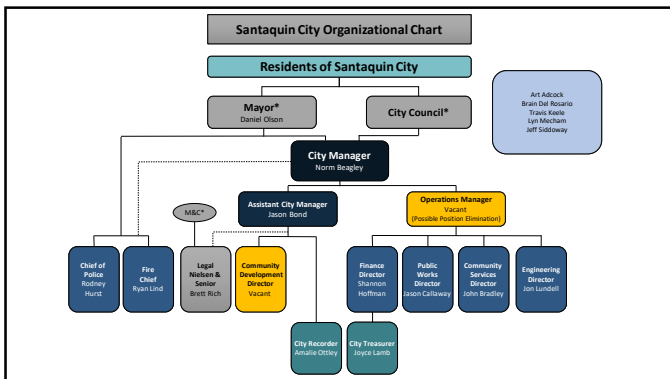 Santaquin City Organizational Chart
Residents of Santaquin City
Art Adcock
Brain Del Rosario
Travis Keele
Lyn Mecham
Jeff Siddoway
Mayor*
Daniel Olson
City Council*
City Manager
Norm Beagley
Assistant City Manager
Jason Bond
Operations Manager
Vacant
(Possible Position Elimination)
M&C*
Chief of
Police
Rodney
Hurst
Fire
Chief
Ryan Lind
Legal
Nielsen &
Senior
Brett Rich
Community
Development
Director
Vacant
Finance
Director
Shannon
Hoffman
Public
Works
Director
Jason Callaway
Community
Services
Director
John Bradley
Engineering
Director
Jon Lundell
City Recorder
Amalie Ottley
City Treasurer
Joyce Lamb